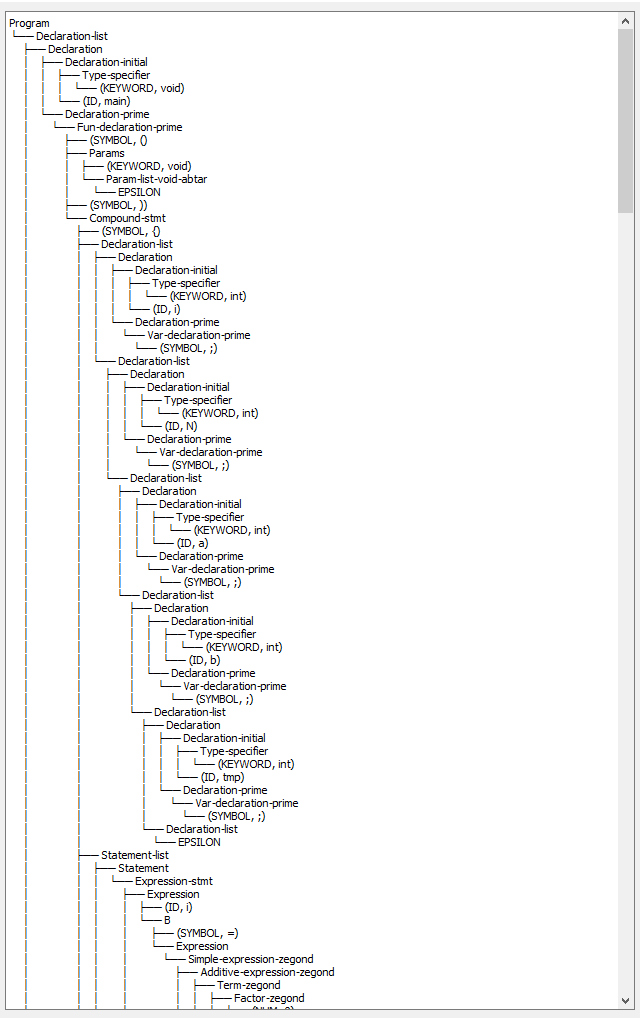 Program
Declaration-list
Declaration
Declaration-initial
Type-specifier
(KEYWORD, void)
(ID, main)
Declaration-prime
Fun-declaration-prime
(SYMBOL, ()
Params
(KEYWORD, void)
Param-list-void-abtar
EPSILON
(SYMBOL, ))
Compound-stmt
(SYMBOL, {)
Declaration-list
Declaration
Declaration-initial
Type-specifier
(KEYWORD, int)
(ID, i)
Declaration-prime
Var-declaration-prime
(SYMBOL, ;)
Declaration-list
Declaration
Declaration-initial
Type-specifier
(KEYWORD, int)
(ID, N)
Declaration-prime
Var-declaration-prime
(SYMBOL, ;)
Declaration-list
Declaration
Declaration-initial
Type-specifier
(KEYWORD, int)
(ID, a)
Declaration-prime
Var-declaration-prime
(SYMBOL, ;)
Declaration-list
Declaration
Declaration-initial
Type-specifier
(KEYWORD, int)
(ID, b)
Declaration-prime
Var-declaration-prime
(SYMBOL, ;)
Declaration-list
Declaration
Declaration-initial
Type-specifier
(KEYWORD, int)
(ID, tmp)
Declaration-prime
Var-declaration-prime
(SYMBOL, ;)
Declaration-list
EPSILON
Statement-list
Statement
Expression-stmt
Expression
(ID, i)
B
(SYMBOL, =)
Expression
Simple-expression-zegond
Additive-expression-zegond
Term-zegond
Factor-zegond